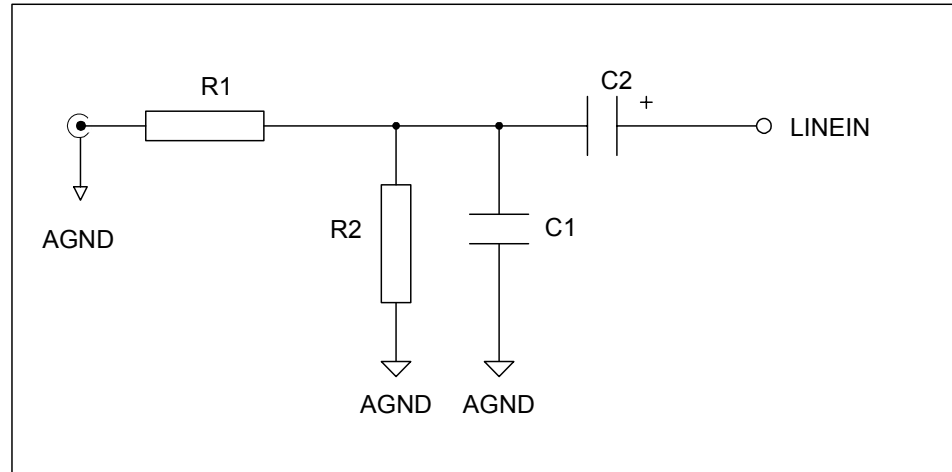 R1
C2
+
LINEIN
AGND
R2
C1
AGND
AGND